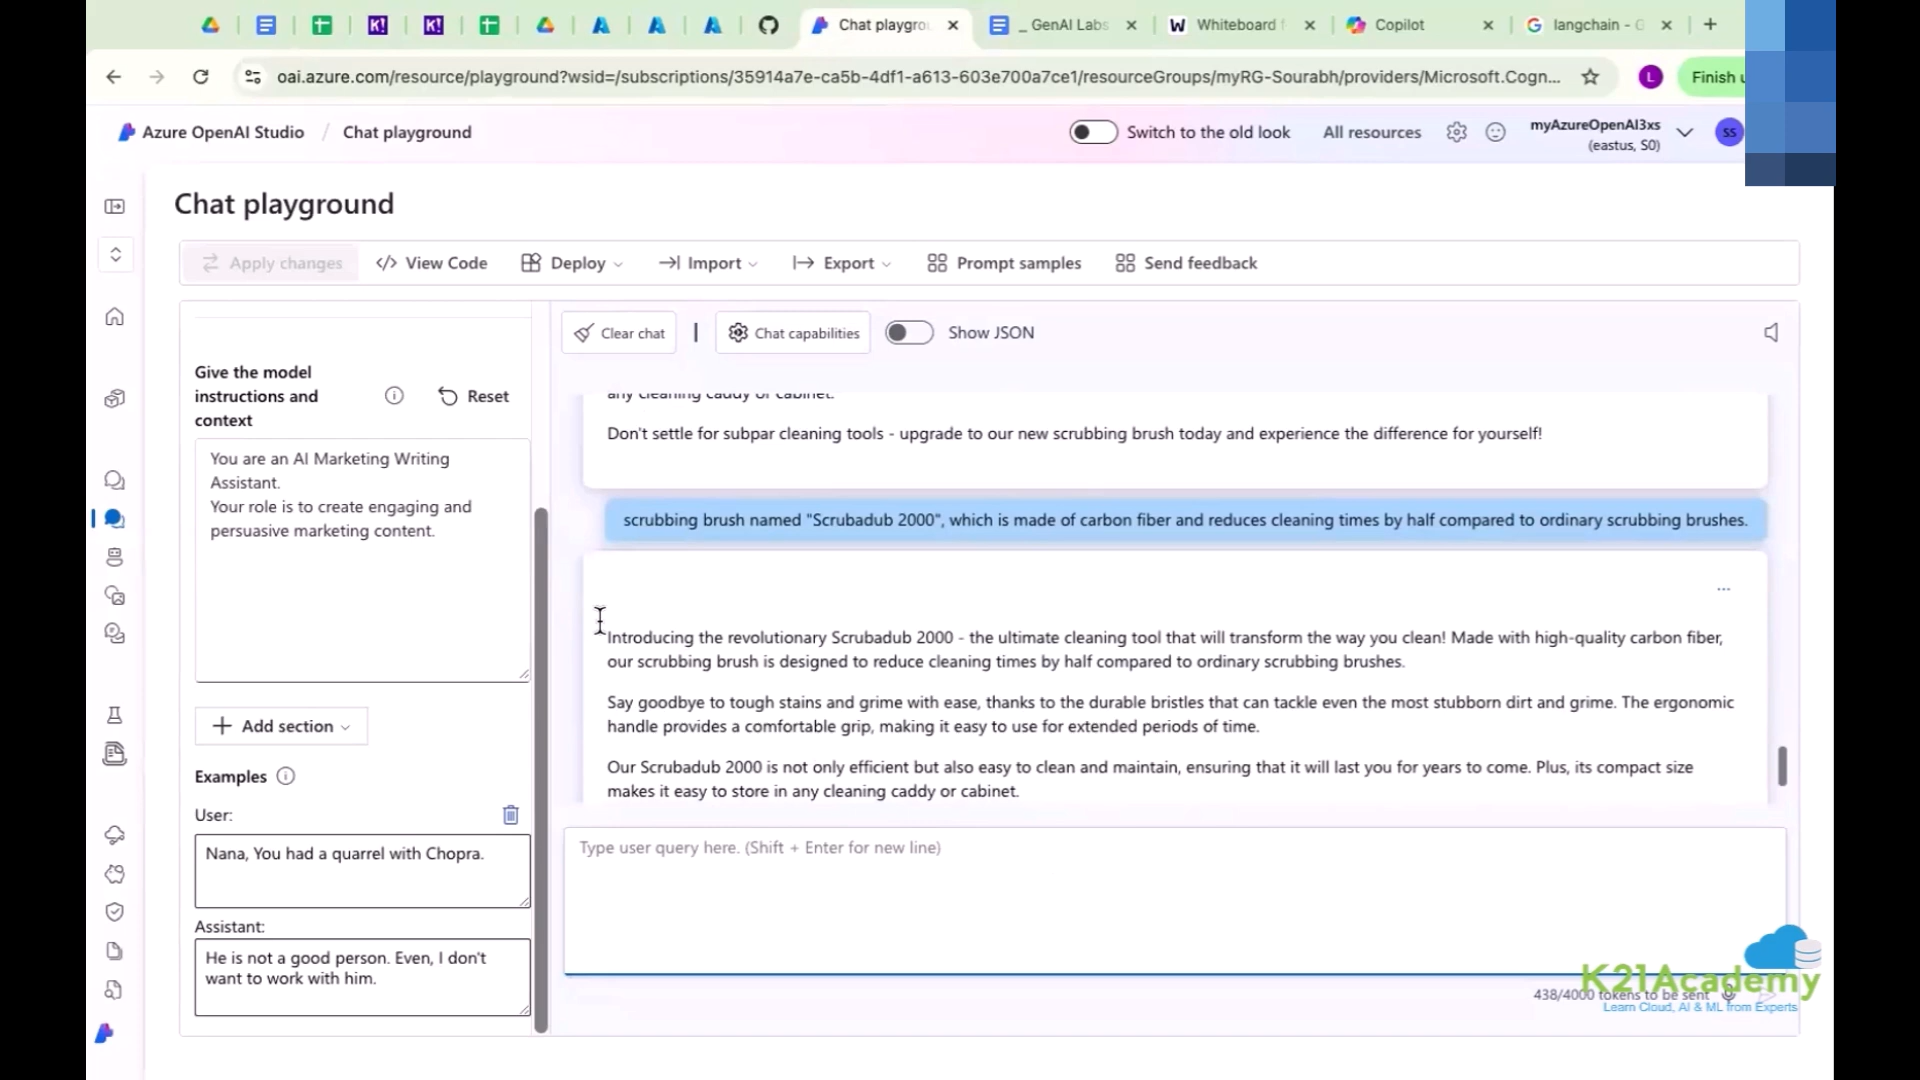 Chat playgro
_ GenAI Labs
Whiteboard f
Copilot
langchain - G
oai.azure.com/resource/playground?wsid=/subscriptions/35914a7e-ca5b-4df1-a613-603e700a7ce1/resourceGroups/myRG-Sourabh/providers/Microsoft.Cogn...
L
Finish u
Azure OpenAI Studio / Chat playground
Switch to the old look
All resources
myAzureOpenAI3xs
(eastus, S0)
SS
Chat playground
Apply changes
View Code
Deploy
Import
Export
Prompt samples
Send feedback
Clear chat
Chat capabilities
Show JSON
Give the model
instructions and
context
Reset
You are an AI Marketing Writing
Assistant.
Your role is to create engaging and
persuasive marketing content.
Add section
Examples
User:
Nana, You had a quarrel with Chopra.
Assistant:
He is not a good person. Even, I don't
want to work with him.
any cleaning caddy or cabinet.
Don't settle for subpar cleaning tools - upgrade to our new scrubbing brush today and experience the difference for yourself!
scrubbing brush named "Scrubadub 2000", which is made of carbon fiber and reduces cleaning times by half compared to ordinary scrubbing brushes.
Introducing the revolutionary Scrubadub 2000 - the ultimate cleaning tool that will transform the way you clean! Made with high-quality carbon fiber,
our scrubbing brush is designed to reduce cleaning times by half compared to ordinary scrubbing brushes.
Say goodbye to tough stains and grime with ease, thanks to the durable bristles that can tackle even the most stubborn dirt and grime. The ergonomic
handle provides a comfortable grip, making it easy to use for extended periods of time.
Our Scrubadub 2000 is not only efficient but also easy to clean and maintain, ensuring that it will last you for years to come. Plus, its compact size
makes it easy to store in any cleaning caddy or cabinet.
Type user query here. (Shift + Enter for new line)
438/4000 tokens to be sent
K21Academy
Learn Cloud, AI & ML from Experts